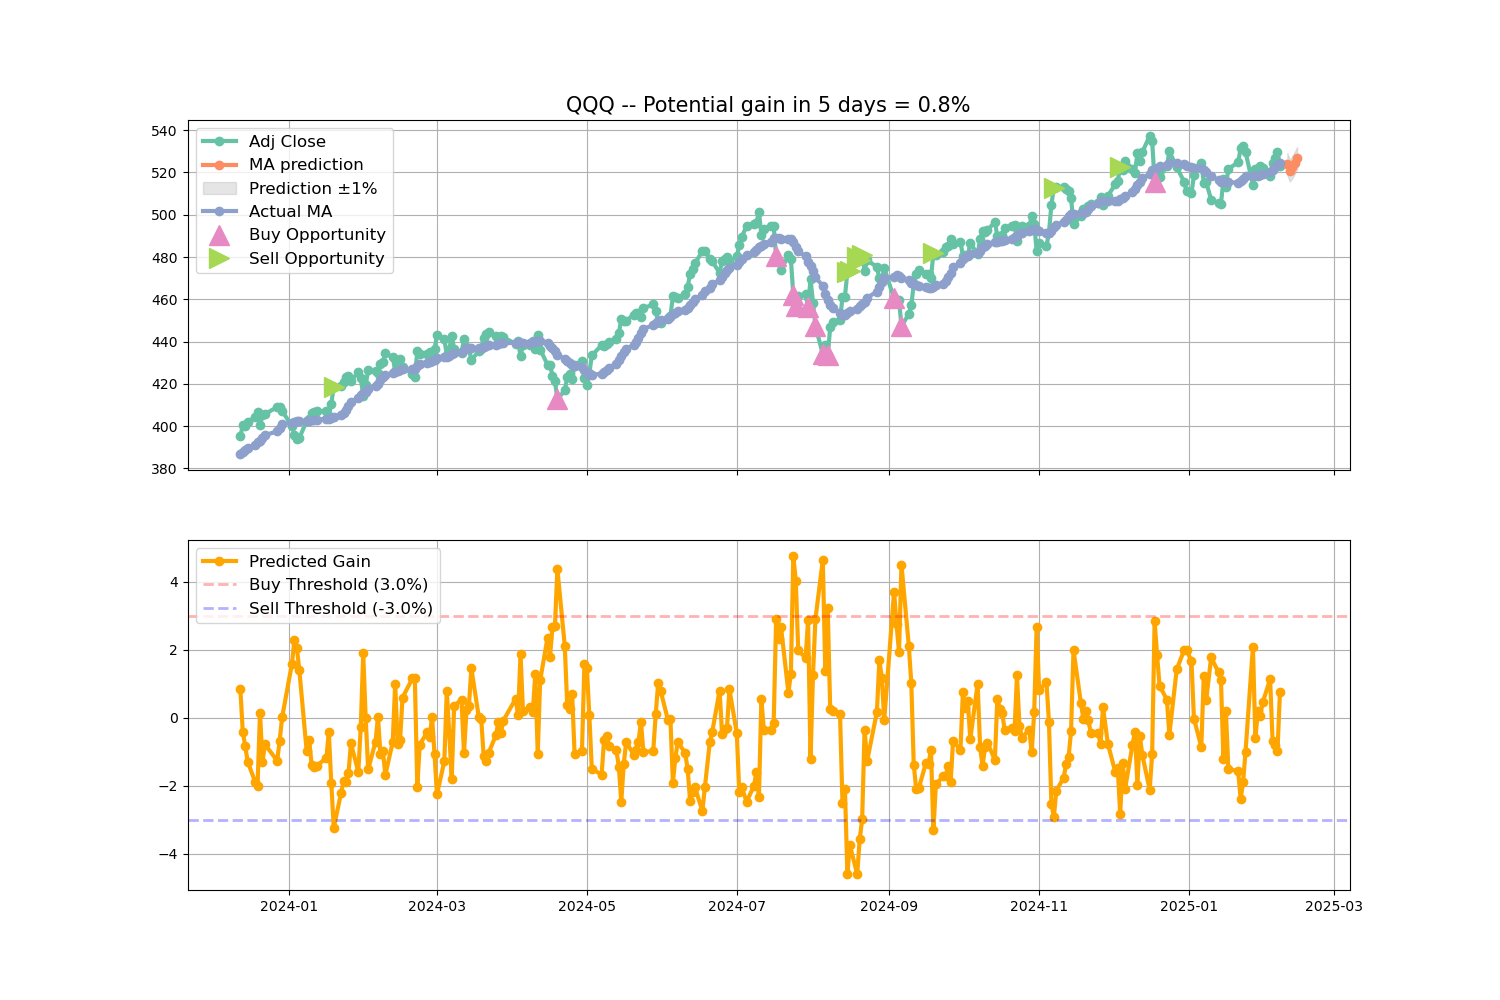 QQQ -- Potential gain in 5 days = 0.8%
540
520
500
480
460
440
420
400
380
Adj Close
MA prediction
Prediction ±1%
Actual MA
Buy Opportunity
Sell Opportunity
4
2
0
−2
−4
Predicted Gain
Buy Threshold (3.0%)
Sell Threshold (-3.0%)
2024-01 2024-03 2024-05 2024-07 2024-09 2024-11 2025-01 2025-03